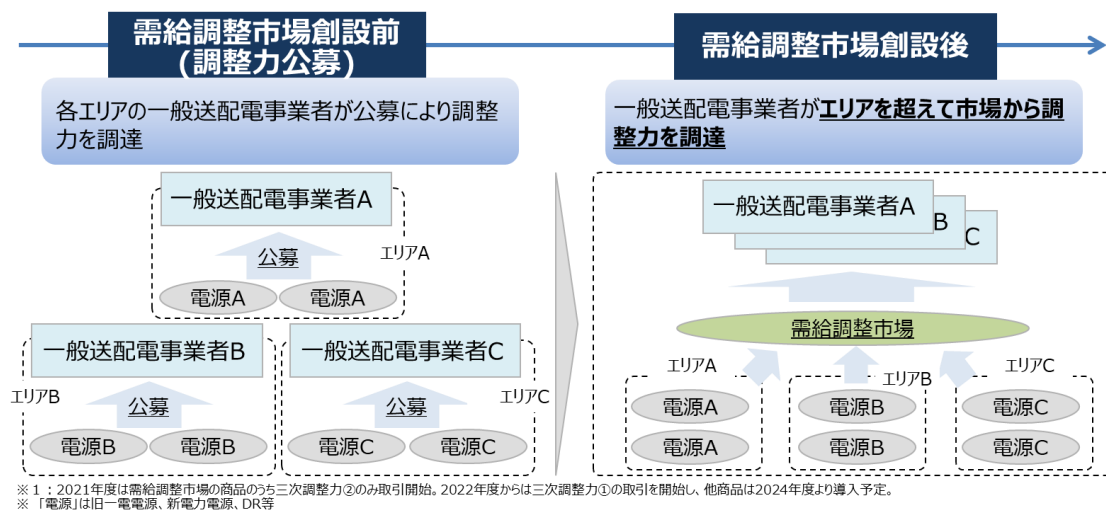 需給調整市場創設前
(調整力公募)
各エリアの一般送配電事業者が公募により調整
力を調達
一般送配電事業者A
エリアA
公募
電源A
電源A
一般送配電事業者B
エリアB
公募
電源B
電源B
一般送配電事業者C
エリアC
公募
電源C
電源C
需給調整市場創設後
一般送配電事業者がエリアを超えて市場から調
整力を調達
一般送配電事業者A
B
C
需給調整市場
エリアA
エリアB
エリアC
電源A
電源B
電源C
電源A
電源B
電源C
※1：2021年度は需給調整市場の商品のうち三次調整力②のみ取引開始。2022年度からは三次調整力①の取引を開始し、他商品は2024年度より導入予定。
※ 「電源」は旧一電電源、新電力電源、DR等